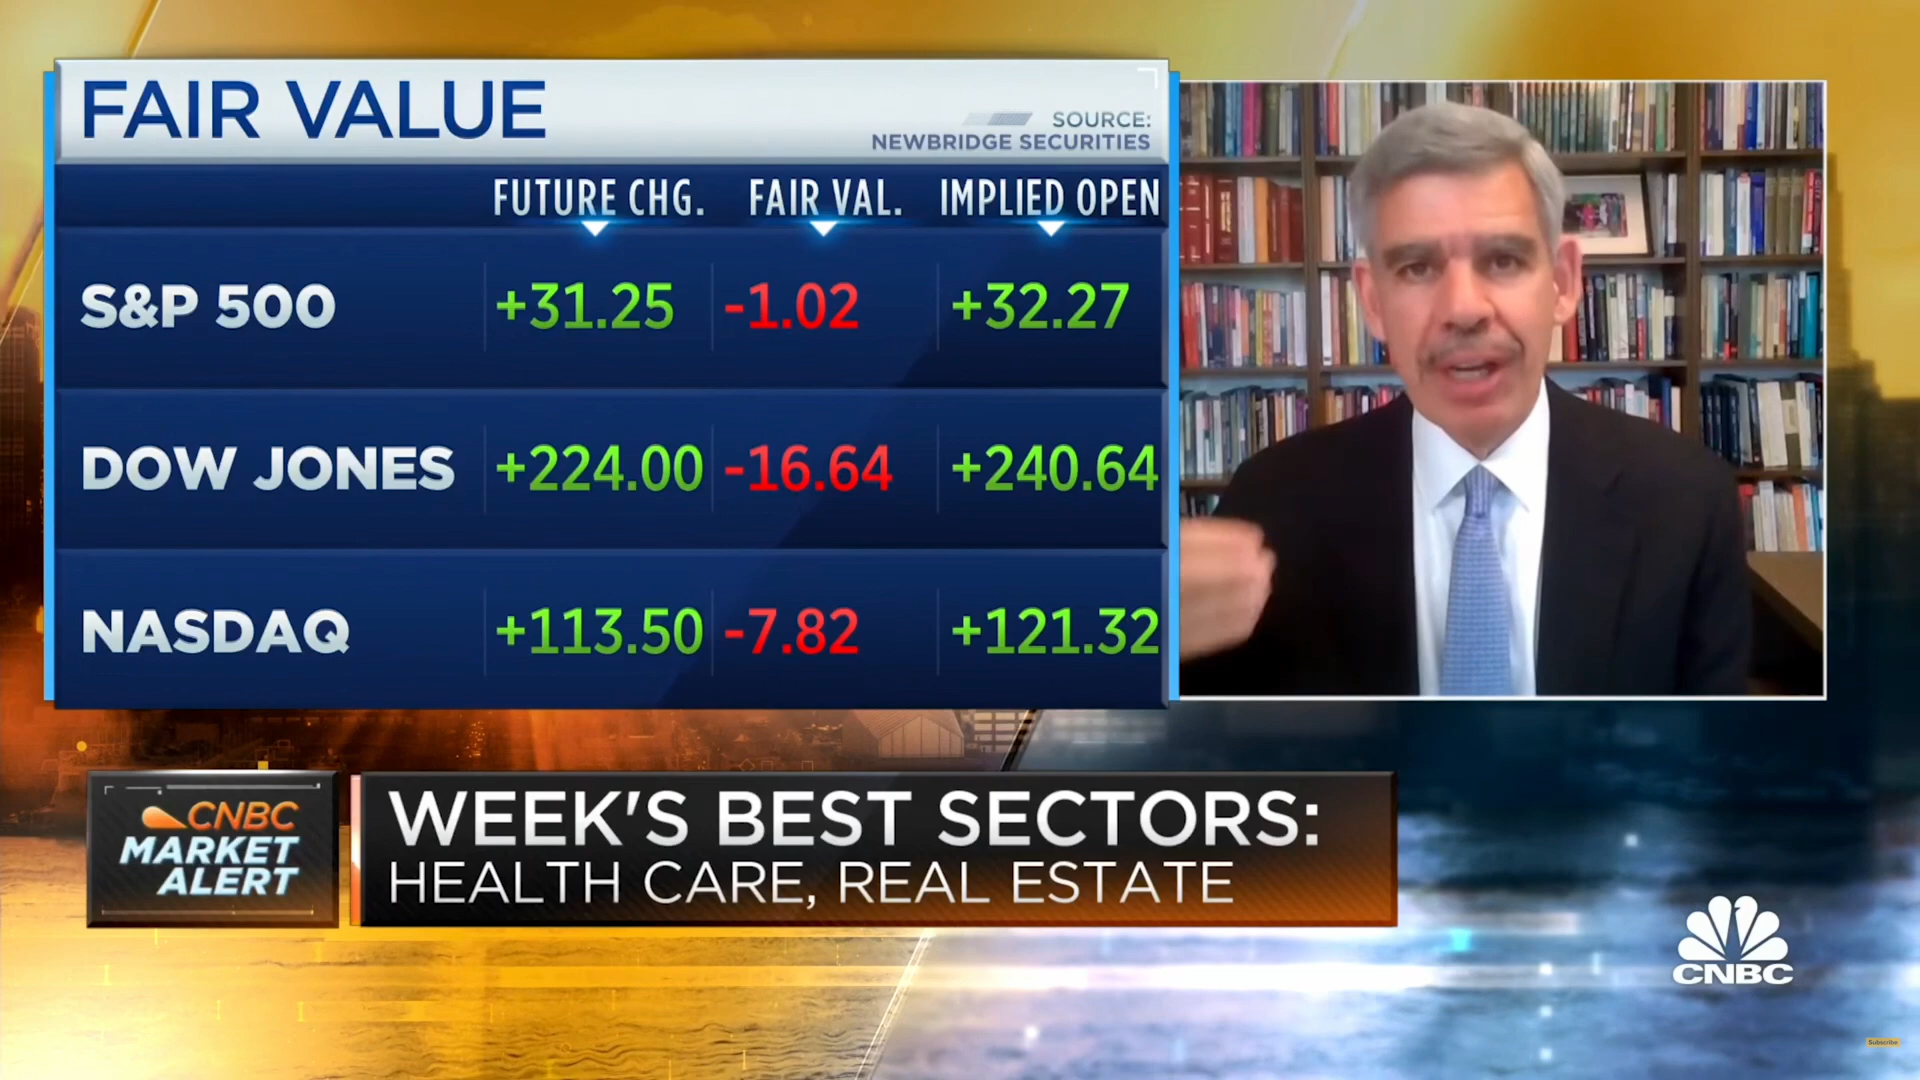 FAIR VALUE
SOURCE:
NEWBRIDGE SECURITIES
FUTURE CHG. FAIR VAL. IMPLIED OPEN
S&P 500 +31.25 -1.02 +32.27
DOW JONES +224.00 -16.64 +240.64
NASDAQ +113.50 -7.82 +121.32
CNBC
MARKET
ALERT
WEEK'S BEST SECTORS:
HEALTH CARE, REAL ESTATE
CNBC
Subscribe